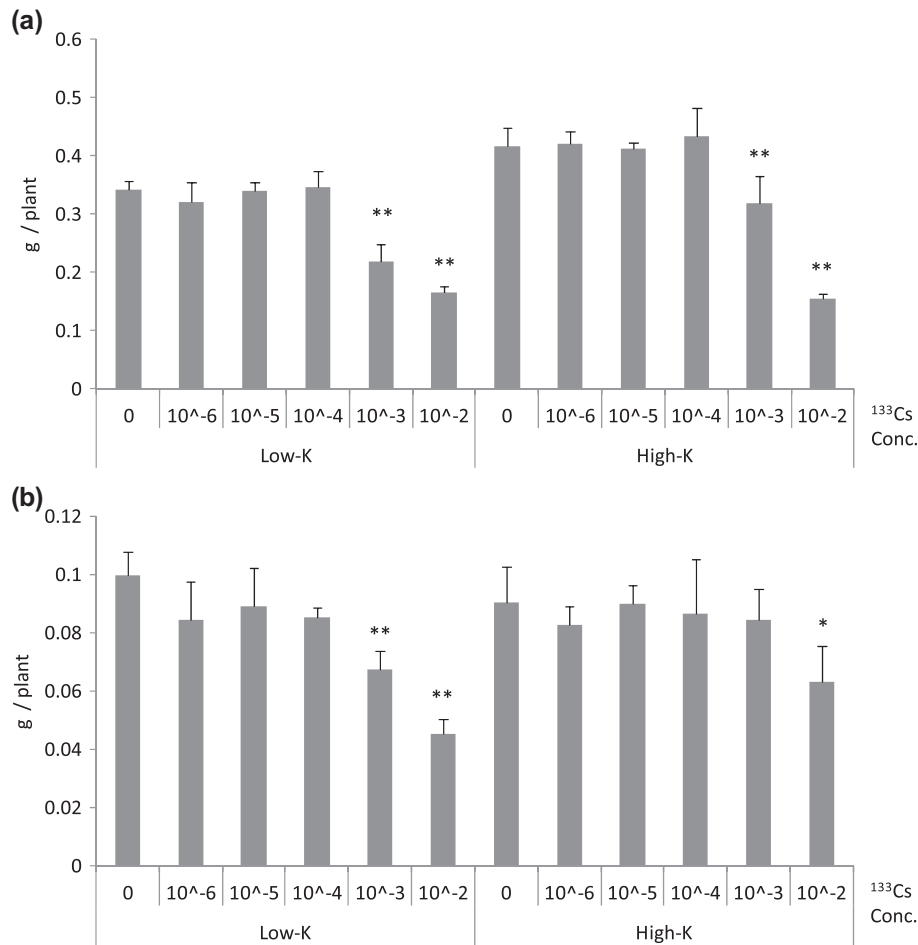 (a)
0.6
0.5
0.4
0.3
0.2
0.1
0
g / plant
** ** ** **
0 10^-6 10^-5 10^-4 10^-3 10^-2 0 10^-6 10^-5 10^-4 10^-3 10^-2
Low-K High-K
¹³³Cs
Conc.
(b)
0.12
0.1
0.08
0.06
0.04
0.02
0
g / plant
** ** *
0 10^-6 10^-5 10^-4 10^-3 10^-2 0 10^-6 10^-5 10^-4 10^-3 10^-2
Low-K High-K
¹³³Cs
Conc.